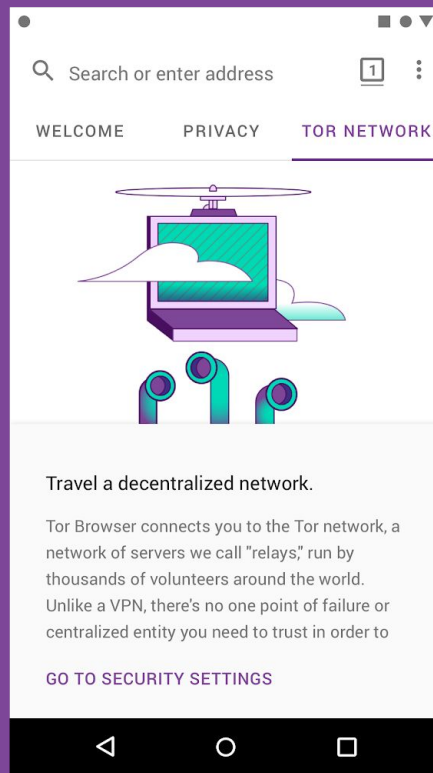 Search or enter address
1
WELCOME PRIVACY TOR NETWORK
Travel a decentralized network.
Tor Browser connects you to the Tor network, a
network of servers we call "relays," run by
thousands of volunteers around the world.
Unlike a VPN, there's no one point of failure or
centralized entity you need to trust in order to
GO TO SECURITY SETTINGS